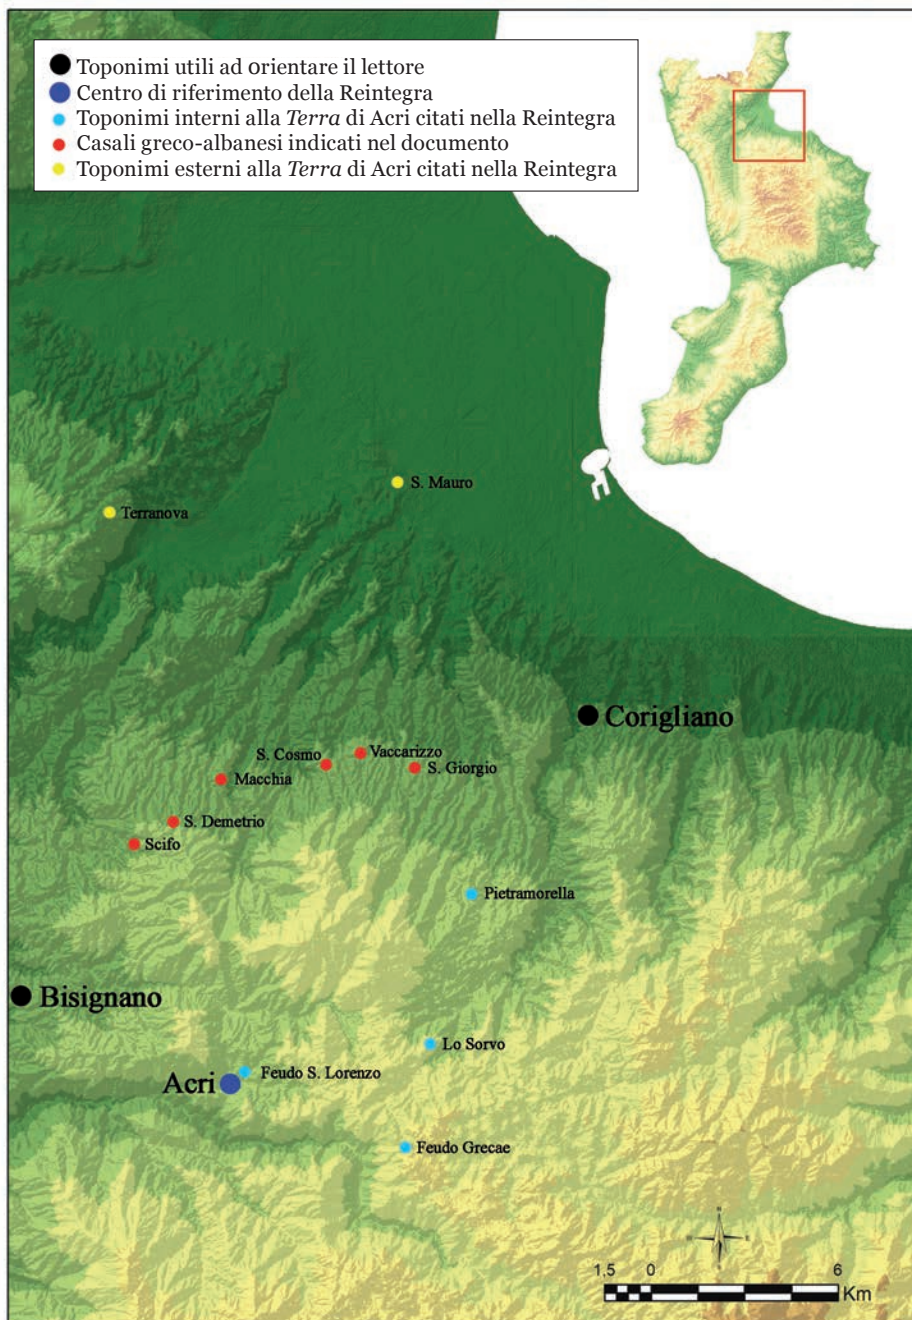 Toponimi utili ad orientare il lettore
Centro di riferimento della Reintegra
Toponimi interni alla Terra di Acri citati nella Reintegra
Casali greco-albanesi indicati nel documento
Toponimi esterni alla Terra di Acri citati nella Reintegra
S. Mauro
Terranova
Corigliano
Vaccarizzo
S. Cosmo
S. Giorgio
Macchia
S. Demetrio
Scifo
Pietramorella
Bisignano
Lo Sorvo
Feudo S. Lorenzo
Acri
Feudo Grecae
1,5 0 6
Km